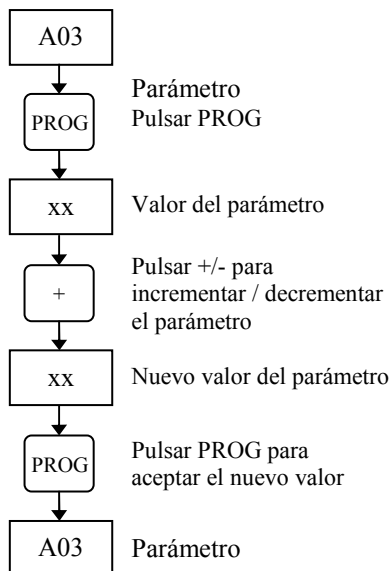 A03
Parámetro
PROG
Pulsar PROG
xx
Valor del parámetro
Pulsar +/- para
+
incrementar / decrementar
el parámetro
xx
Nuevo valor del parámetro
PROG
Pulsar PROG para
aceptar el nuevo valor
A03
Parámetro